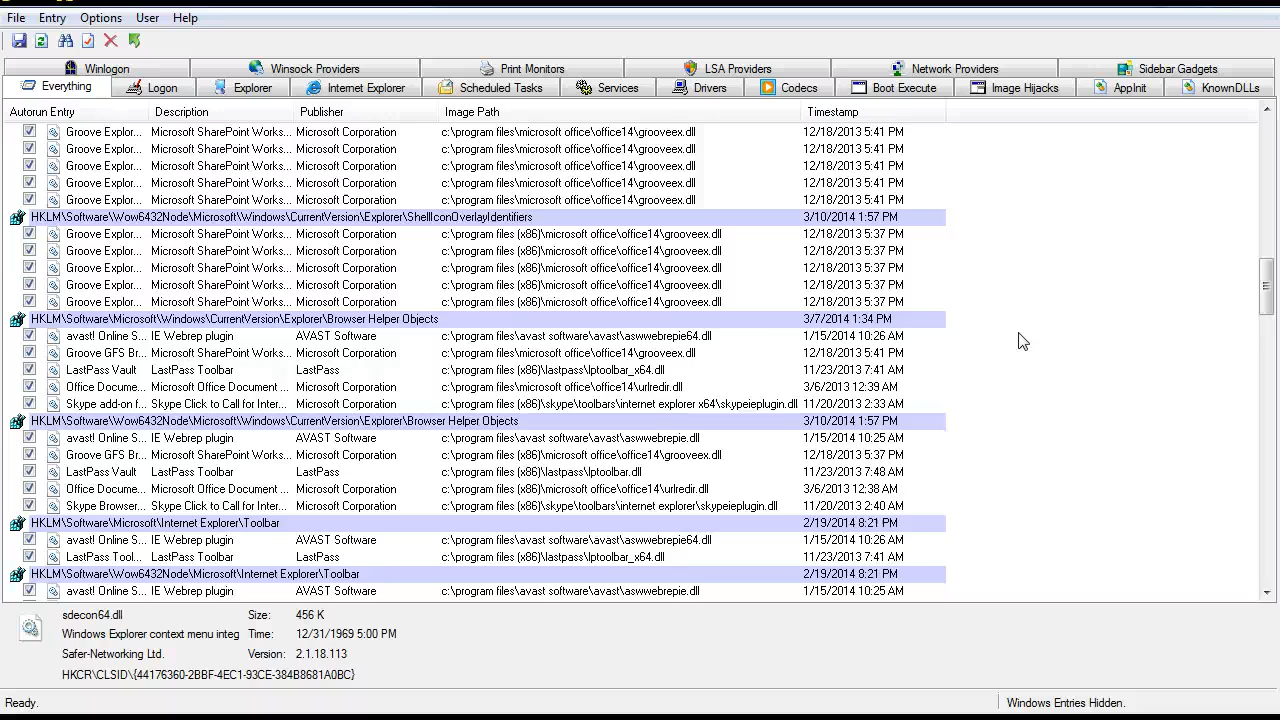 File Entry Options User Help
Winlogon Winsock Providers Print Monitors LSA Providers Network Providers Sidebar Gadgets
Everything Logon Explorer Internet Explorer Scheduled Tasks Services Drivers Codecs Boot Execute Image Hijacks AppInit KnownDLLs
Autorun Entry Description Publisher Image Path Timestamp
Groove Explor... Microsoft SharePoint Works... Microsoft Corporation c:\program files\microsoft office\office14\grooveex.dll 12/18/2013 5:41 PM
Groove Explor... Microsoft SharePoint Works... Microsoft Corporation c:\program files\microsoft office\office14\grooveex.dll 12/18/2013 5:41 PM
Groove Explor... Microsoft SharePoint Works... Microsoft Corporation c:\program files\microsoft office\office14\grooveex.dll 12/18/2013 5:41 PM
Groove Explor... Microsoft SharePoint Works... Microsoft Corporation c:\program files\microsoft office\office14\grooveex.dll 12/18/2013 5:41 PM
Groove Explor... Microsoft SharePoint Works... Microsoft Corporation c:\program files\microsoft office\office14\grooveex.dll 12/18/2013 5:41 PM
HKLM\Software\Wow6432Node\Microsoft\Windows\CurrentVersion\Explorer\ShellIconOverlayIdentifiers 3/10/2014 1:57 PM
Groove Explor... Microsoft SharePoint Works... Microsoft Corporation c:\program files (x86)\microsoft office\office14\grooveex.dll 12/18/2013 5:37 PM
Groove Explor... Microsoft SharePoint Works... Microsoft Corporation c:\program files (x86)\microsoft office\office14\grooveex.dll 12/18/2013 5:37 PM
Groove Explor... Microsoft SharePoint Works... Microsoft Corporation c:\program files (x86)\microsoft office\office14\grooveex.dll 12/18/2013 5:37 PM
Groove Explor... Microsoft SharePoint Works... Microsoft Corporation c:\program files (x86)\microsoft office\office14\grooveex.dll 12/18/2013 5:37 PM
Groove Explor... Microsoft SharePoint Works... Microsoft Corporation c:\program files (x86)\microsoft office\office14\grooveex.dll 12/18/2013 5:37 PM
HKLM\Software\Microsoft\Windows\CurrentVersion\Explorer\Browser Helper Objects 3/7/2014 1:34 PM
avast! Online S... IE Webrep plugin AVAST Software c:\program files\avast software\avast\aswwebrepie64.dll 1/15/2014 10:26 AM
Groove GFS Br... Microsoft SharePoint Works... Microsoft Corporation c:\program files\microsoft office\office14\grooveex.dll 12/18/2013 5:41 PM
LastPass Vault LastPass Toolbar LastPass c:\program files (x86)\lastpass\lptoolbar_x64.dll 11/23/2013 7:41 AM
Office Docume... Microsoft Office Document ... Microsoft Corporation c:\program files\microsoft office\office14\urlredir.dll 3/6/2013 12:39 AM
Skype add-on f... Skype Click to Call for Inter... Microsoft Corporation c:\program files (x86)\skype\toolbars\internet explorer x64\skypeieplugin.dll 11/20/2013 2:33 AM
HKLM\Software\Wow6432Node\Microsoft\Windows\CurrentVersion\Explorer\Browser Helper Objects 3/10/2014 1:57 PM
avast! Online S... IE Webrep plugin AVAST Software c:\program files\avast software\avast\aswwebrepie.dll 1/15/2014 10:25 AM
Groove GFS Br... Microsoft SharePoint Works... Microsoft Corporation c:\program files (x86)\microsoft office\office14\grooveex.dll 12/18/2013 5:37 PM
LastPass Vault LastPass Toolbar LastPass c:\program files (x86)\lastpass\lptoolbar.dll 11/23/2013 7:48 AM
Office Docume... Microsoft Office Document ... Microsoft Corporation c:\program files (x86)\microsoft office\office14\urlredir.dll 3/6/2013 12:38 AM
Skype Browser... Skype Click to Call for Inter... Microsoft Corporation c:\program files (x86)\skype\toolbars\internet explorer\skypeieplugin.dll 11/20/2013 2:40 AM
HKLM\Software\Microsoft\Internet Explorer\Toolbar 2/19/2014 8:21 PM
avast! Online S... IE Webrep plugin AVAST Software c:\program files\avast software\avast\aswwebrepie64.dll 1/15/2014 10:26 AM
LastPass Tool... LastPass Toolbar LastPass c:\program files (x86)\lastpass\lptoolbar_x64.dll 11/23/2013 7:41 AM
HKLM\Software\Wow6432Node\Microsoft\Internet Explorer\Toolbar 2/19/2014 8:21 PM
avast! Online S... IE Webrep plugin AVAST Software c:\program files\avast software\avast\aswwebrepie.dll 1/15/2014 10:25 AM
sdecon64.dll Size: 456 K
Windows Explorer context menu integ Time: 12/31/1969 5:00 PM
Safer-Networking Ltd. Version: 2.1.18.113
HKCR\CLSID\{44176360-2BBF-4EC1-93CE-384B8681A0BC}
Ready. Windows Entries Hidden.